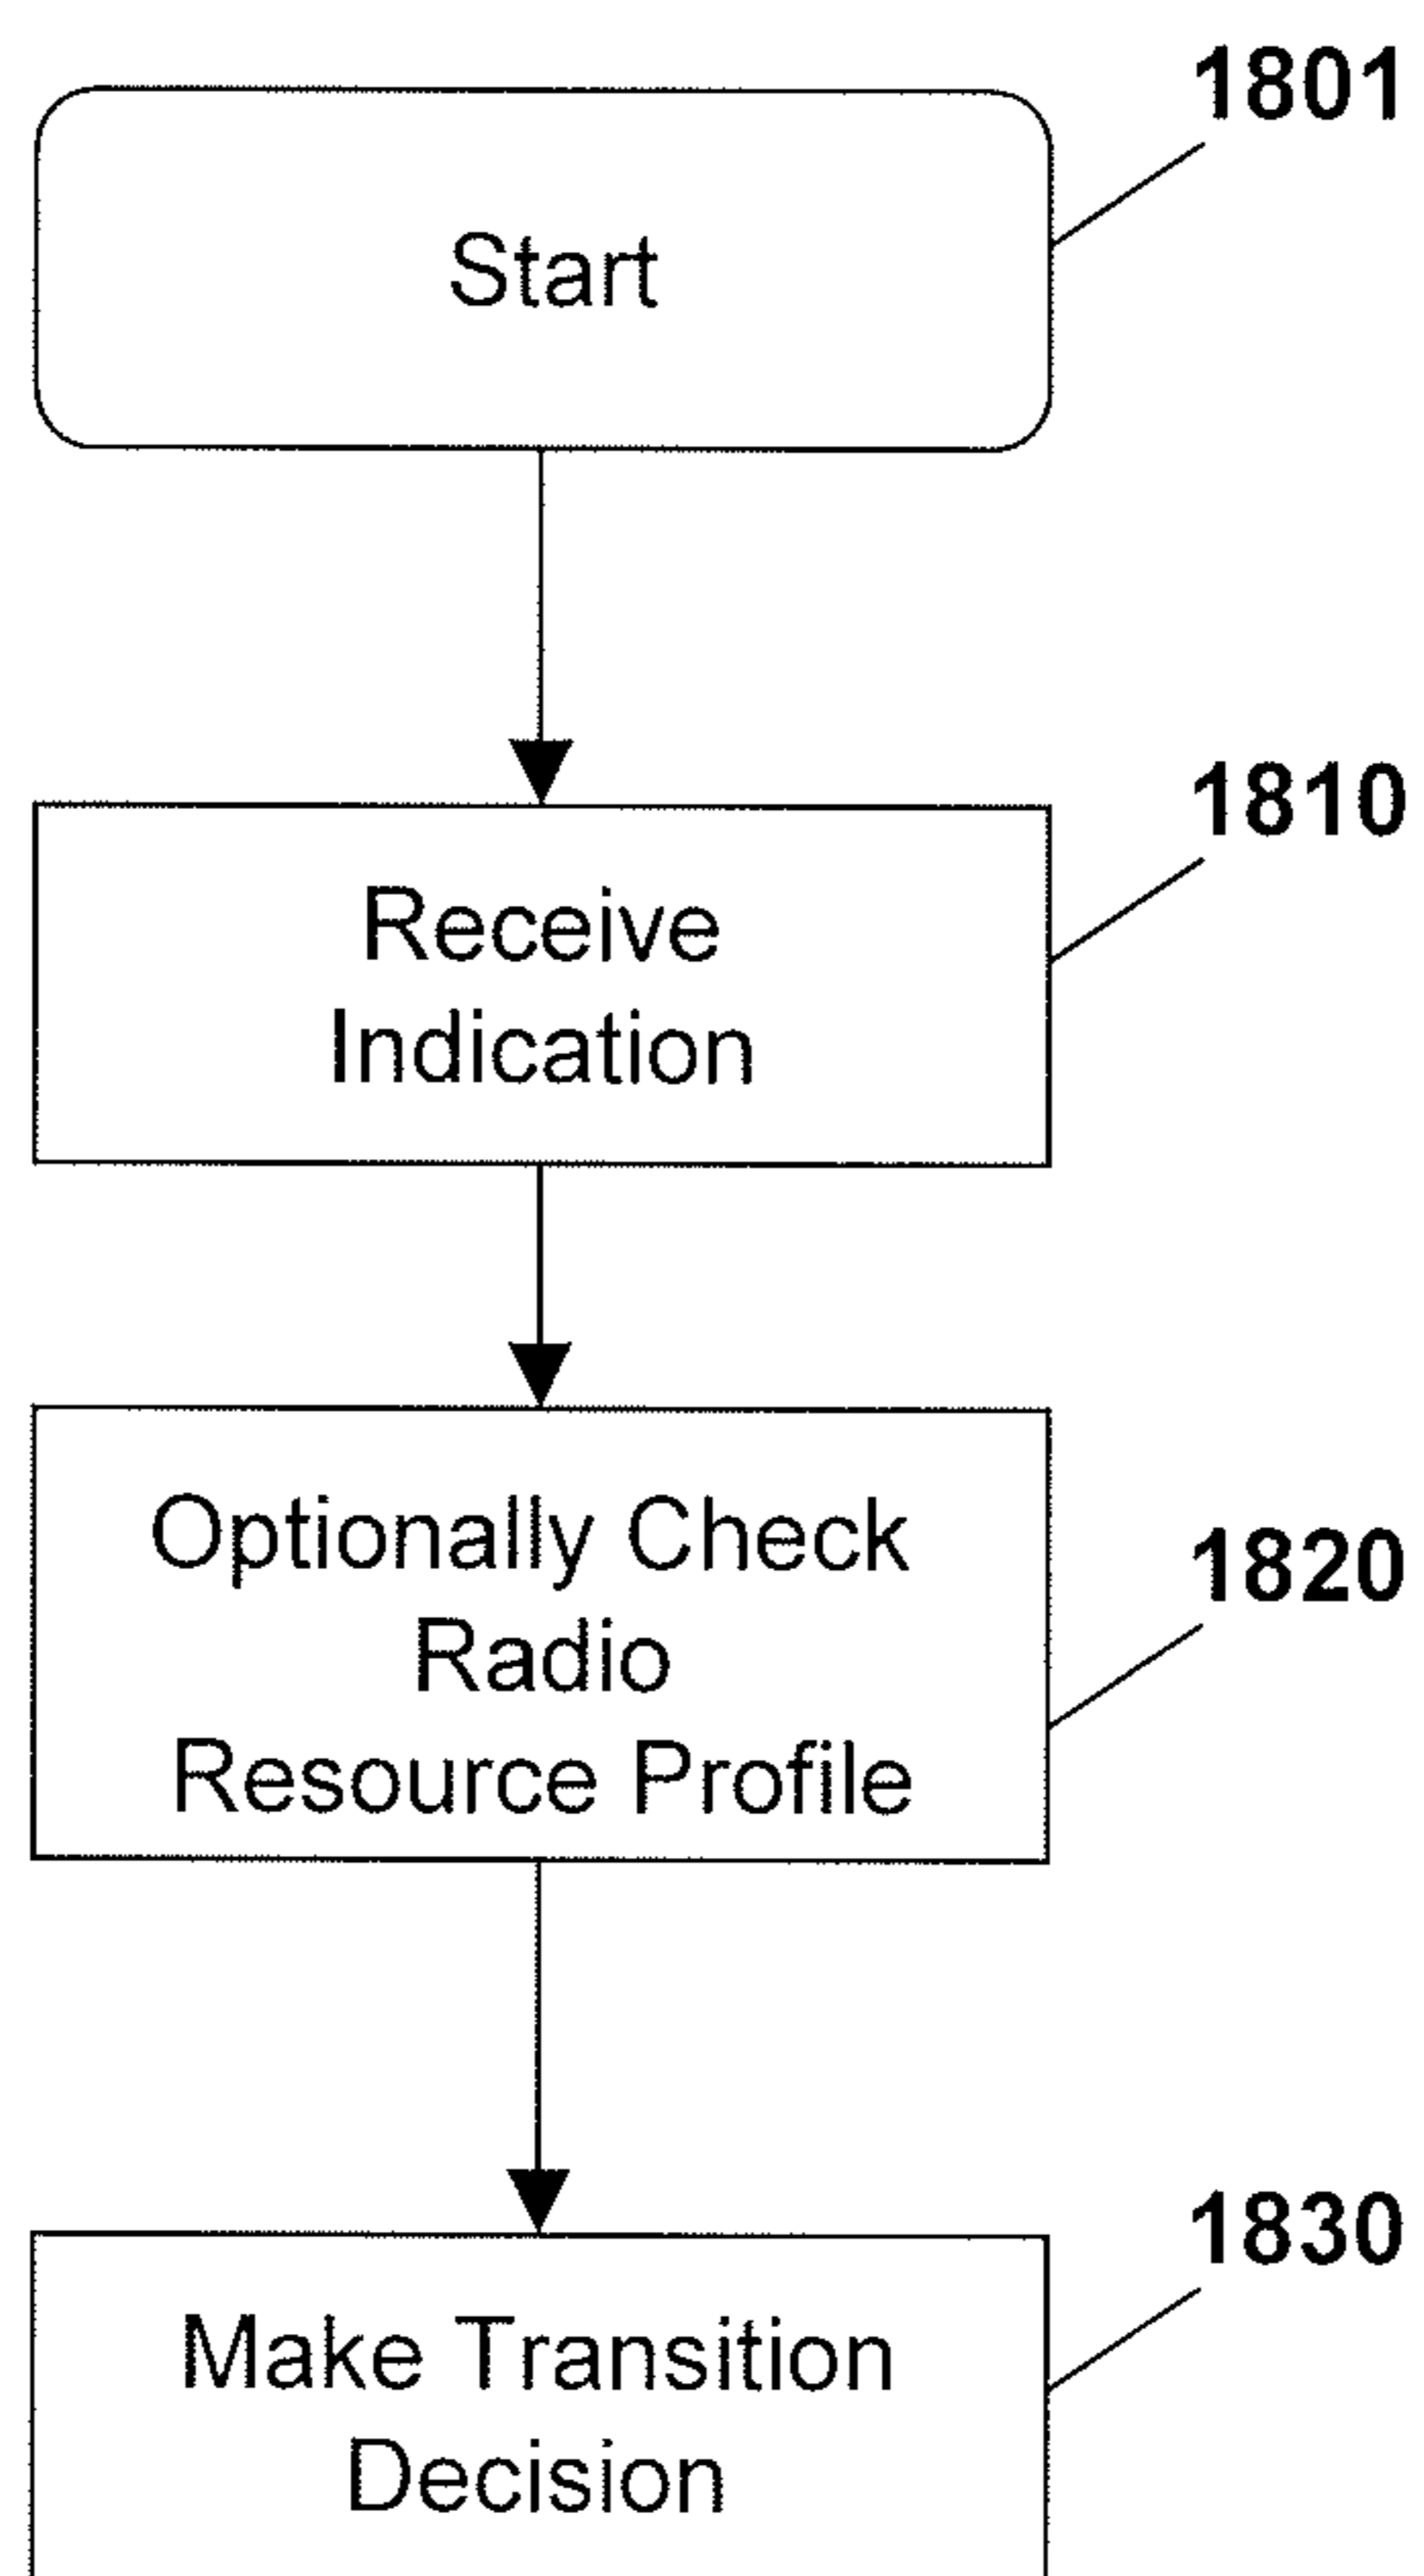 1801
Start
1810
Receive
Indication
Optionally Check
1820
Radio
Resource Profile
1830
Make Transition
Decision